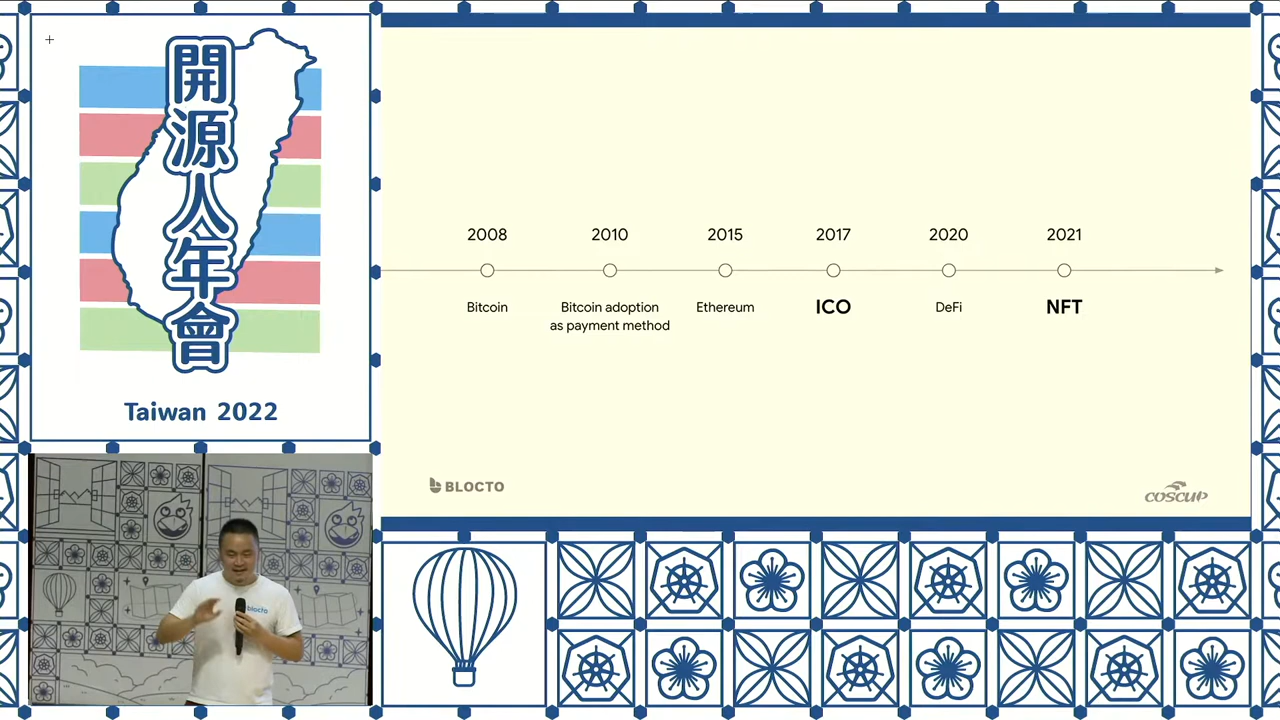 開源人年會
Taiwan 2022
2008
2010
2015
2017
2020
2021
Bitcoin
Bitcoin adoption
as payment method
Ethereum
ICO
DeFi
NFT
BLOCTO
COSCUP
blocto